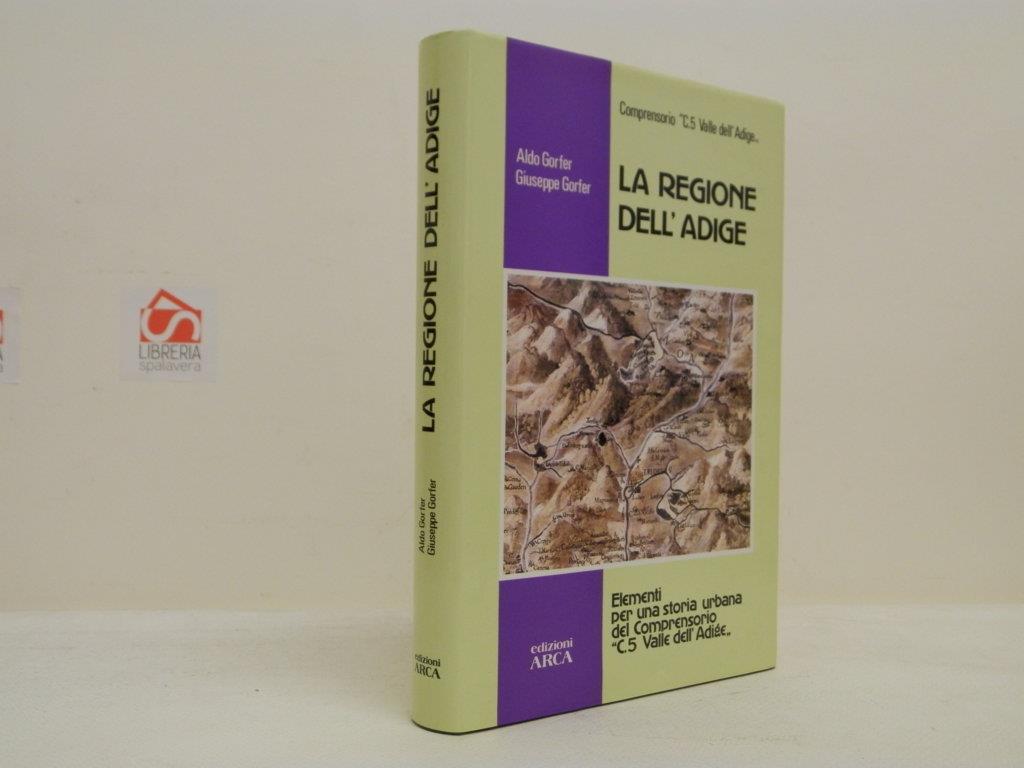 LIBRERIA
spalavera
LA REGIONE DELL' ADIGE
Aldo Gorfer
Giuseppe Gorfer
edizioni
ARCA
Comprensorio "C.5 Valle dell'Adige„
Aldo Gorfer
Giuseppe Gorfer
LA REGIONE
DELL' ADIGE
Elementi
per una storia urbana
del Comprensorio
"C.5 Valle dell'Adige„
edizioni
ARCA